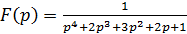 F(p) = 1/(p⁴+2p³+3p²+2p+1)